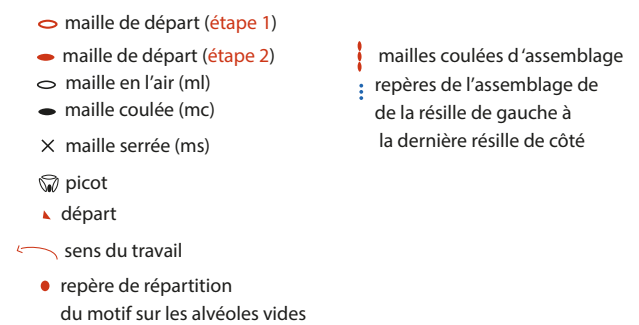 maille de départ (étape 1)
maille de départ (étape 2)
maille en l'air (ml)
maille coulée (mc)
maille serrée (ms)
picot
départ
sens du travail
repère de répartition
du motif sur les alvéoles vides
mailles coulées d'assemblage
repères de l'assemblage de
de la résille de gauche à
la dernière résille de côté